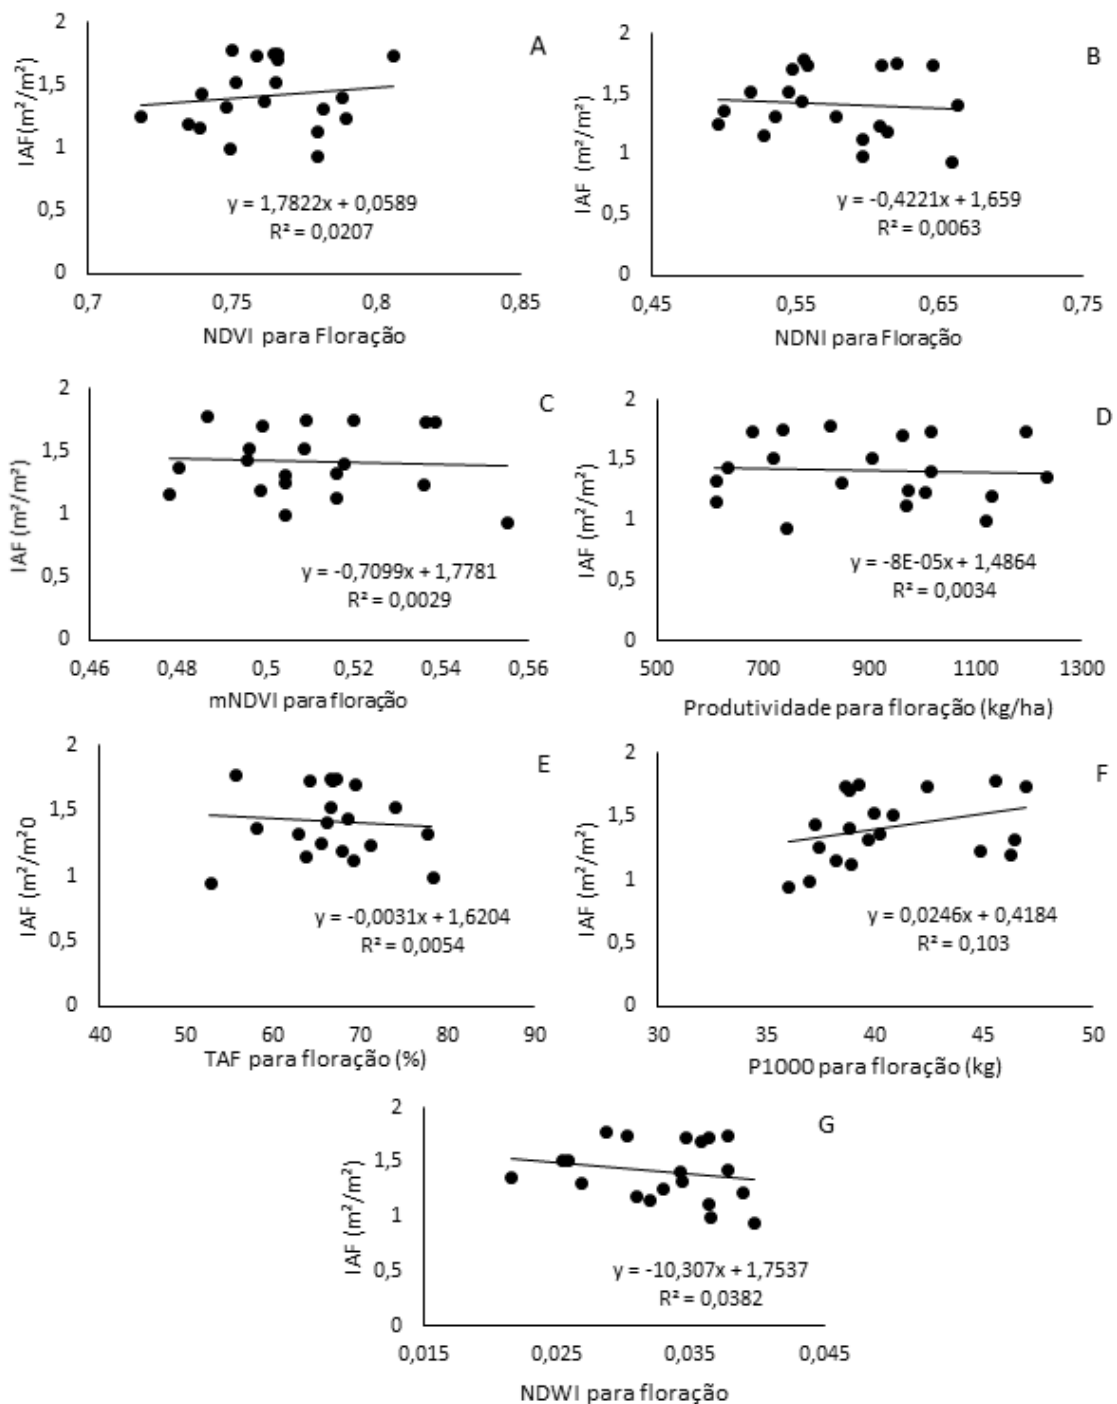 A
IAF(m²/m²)
2
1,5
1
0,5
0
y = 1,7822x + 0,0589
R² = 0,0207
0,7 0,75 0,8 0,85
NDVI para Floração
B
IAF (m²/m²)
2
1,5
1
0,5
0
y = -0,4221x + 1,659
R² = 0,0063
0,45 0,55 0,65 0,75
NDNI para Floração
C
IAF (m²/m²)
2
1,5
1
0,5
0
y = -0,7099x + 1,7781
R² = 0,0029
0,46 0,48 0,5 0,52 0,54 0,56
mNDVI para floração
D
IAF (m²/m²)
2
1,5
1
0,5
0
y = -8E-05x + 1,4864
R² = 0,0034
500 700 900 1100 1300
Produtividade para floração (kg/ha)
E
IAF (m²/m²0
2
1,5
1
0,5
0
y = -0,0031x + 1,6204
R² = 0,0054
40 50 60 70 80 90
TAF para floração (%)
F
IAF (m²/m²)
2
1,5
1
0,5
0
y = 0,0246x + 0,4184
R² = 0,103
30 35 40 45 50
P1000 para floração (kg)
G
IAF (m²/m²)
2
1,5
1
0,5
0
y = -10,307x + 1,7537
R² = 0,0382
0,015 0,025 0,035 0,045
NDWI para floração